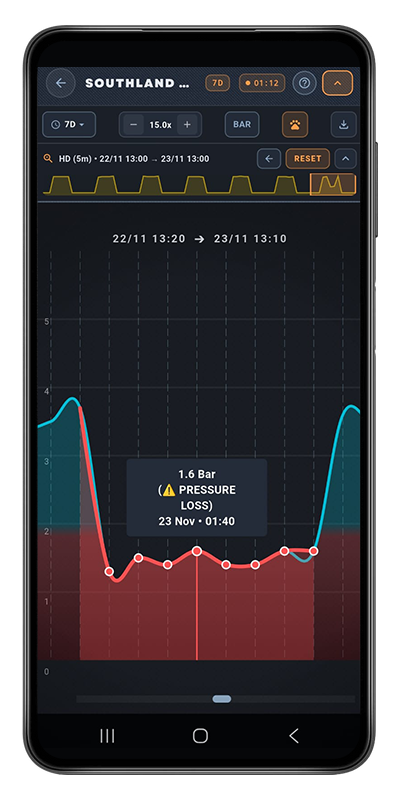 SOUTHLAND ...
7D
01:12
?
7D
− 15.0x +
BAR
HD (5m) • 22/11 13:00 → 23/11 13:00
RESET
22/11 13:20 → 23/11 13:10
5
4
3
2
1
0
1.6 Bar
(⚠️ PRESSURE
LOSS)
23 Nov • 01:40